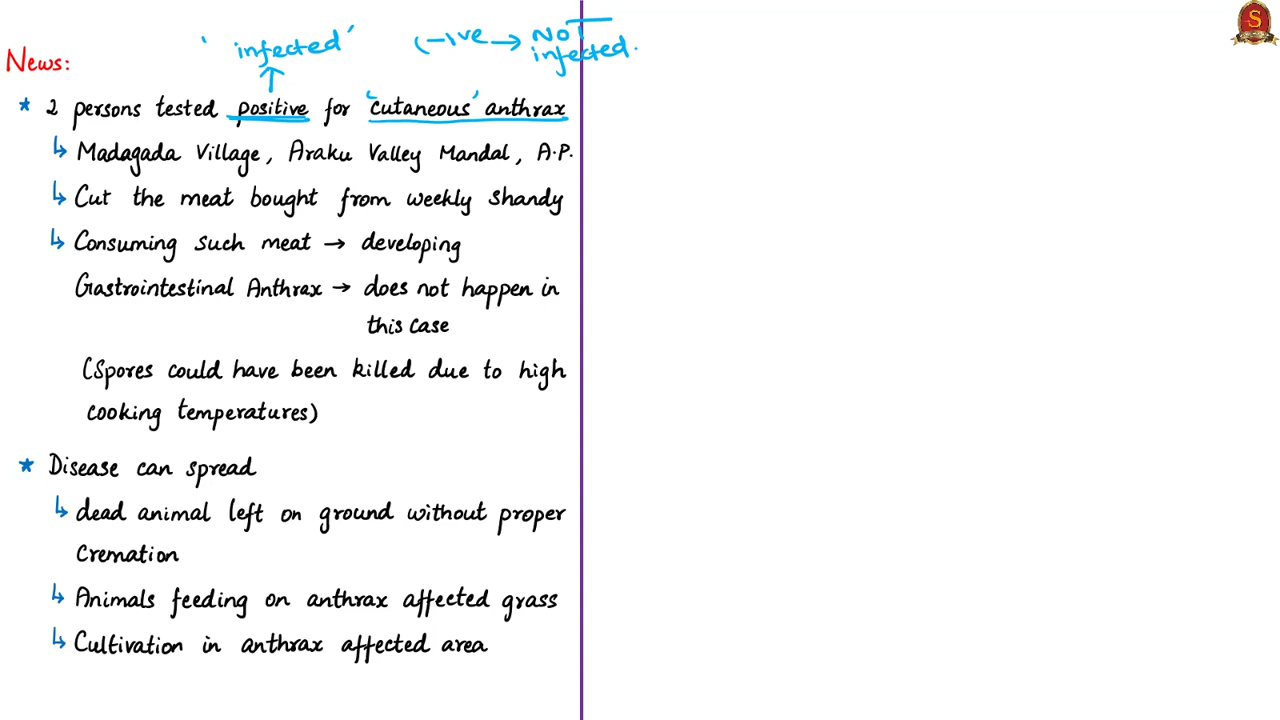 'infected' (-)ve → NOT
infected.
News:
* 2 persons tested positive for 'cutaneous' anthrax
↳ Madagada Village, Araku Valley Mandal, A.P.
↳ Cut the meat bought from weekly shandy
↳ Consuming such meat → developing
Gastrointestinal Anthrax → does not happen in
this case
(Spores could have been killed due to high
cooking temperatures)
* Disease can spread
↳ dead animal left on ground without proper
Cremation
↳ Animals feeding on anthrax affected grass
↳ Cultivation in anthrax affected area
S